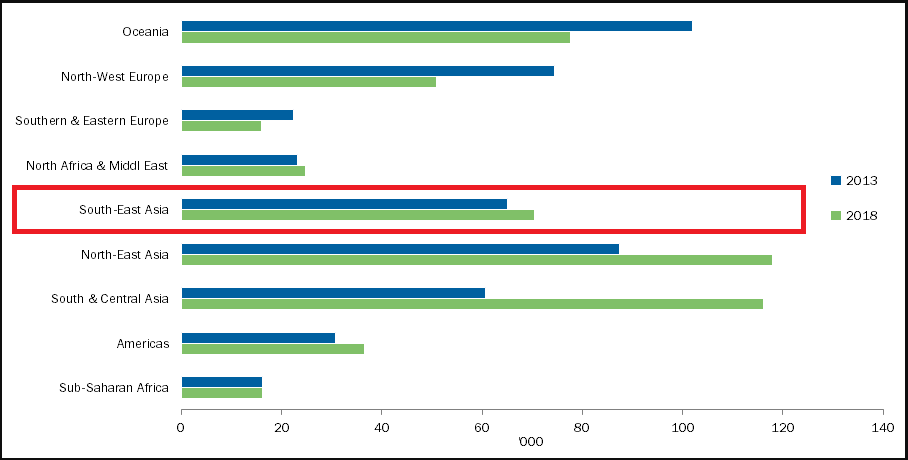 Oceania
North-West Europe
Southern & Eastern Europe
North Africa & Middl East
South-East Asia
North-East Asia
South & Central Asia
Americas
Sub-Saharan Africa
2013
2018
0 20 40 60 80 100 120 140
'000